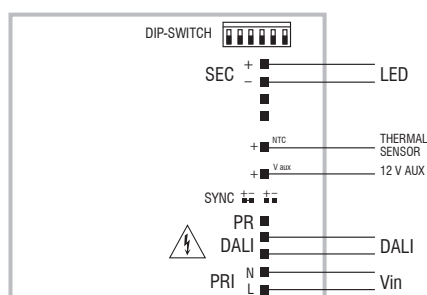 DIP-SWITCH
SEC + LED
−
+ NTC THERMAL SENSOR
+ V aux 12 V AUX
SYNC +− +−
PR
DALI DALI
PRI N Vin
L